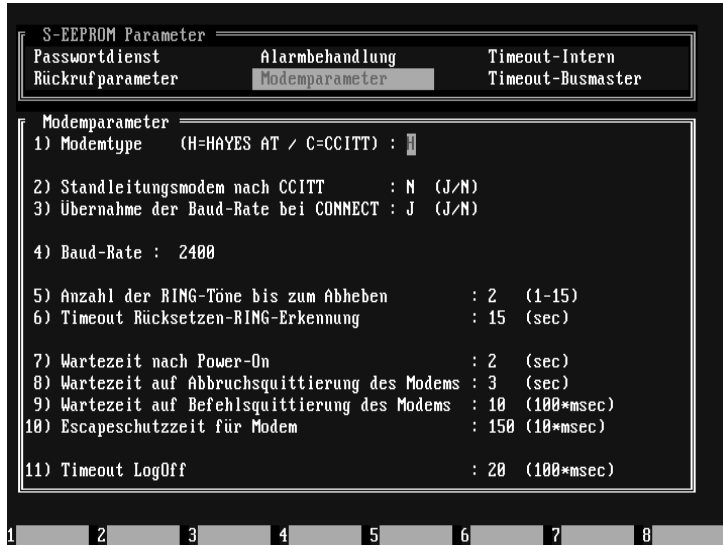 S-EEPROM Parameter
Passwortdienst Alarmbehandlung Timeout-Intern
Rückrufparameter Modemparameter Timeout-Busmaster
Modemparameter
1) Modemtype (H=HAYES AT / C=CCITT) : H
2) Standleitungsmodem nach CCITT : N (J/N)
3) Übernahme der Baud-Rate bei CONNECT : J (J/N)
4) Baud-Rate : 2400
5) Anzahl der RING-Töne bis zum Abheben : 2 (1-15)
6) Timeout Rücksetzen-RING-Erkennung : 15 (sec)
7) Wartezeit nach Power-On : 2 (sec)
8) Wartezeit auf Abbruchsquittierung des Modems : 3 (sec)
9) Wartezeit auf Befehlsquittierung des Modems : 10 (100*msec)
10) Escapeschutzzeit für Modem : 150 (10*msec)
11) Timeout LogOff : 20 (100*msec)
1 2 3 4 5 6 7 8